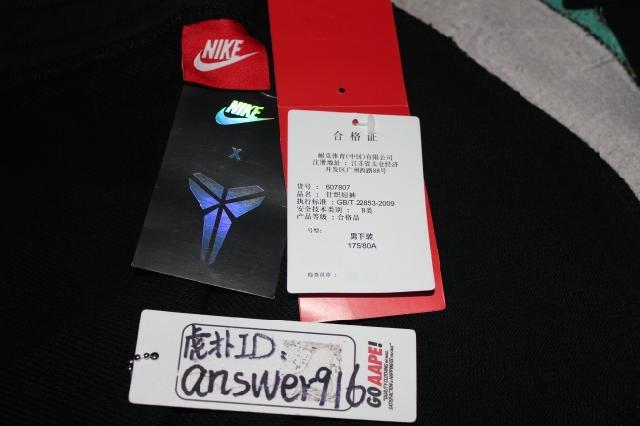 NIKE
NIKE
X
合格证
耐克体育(中国)有限公司
注册地址：江苏省太仓经济
开发区广州西路88号
货号：607807
品名：针织短裤
执行标准：GB/T 22853-2009
安全技术类别：B类
产品等级：合格品
号型：
男下装
175/80A
检查员章：
虎扑ID:
answer916
GO AAPE!